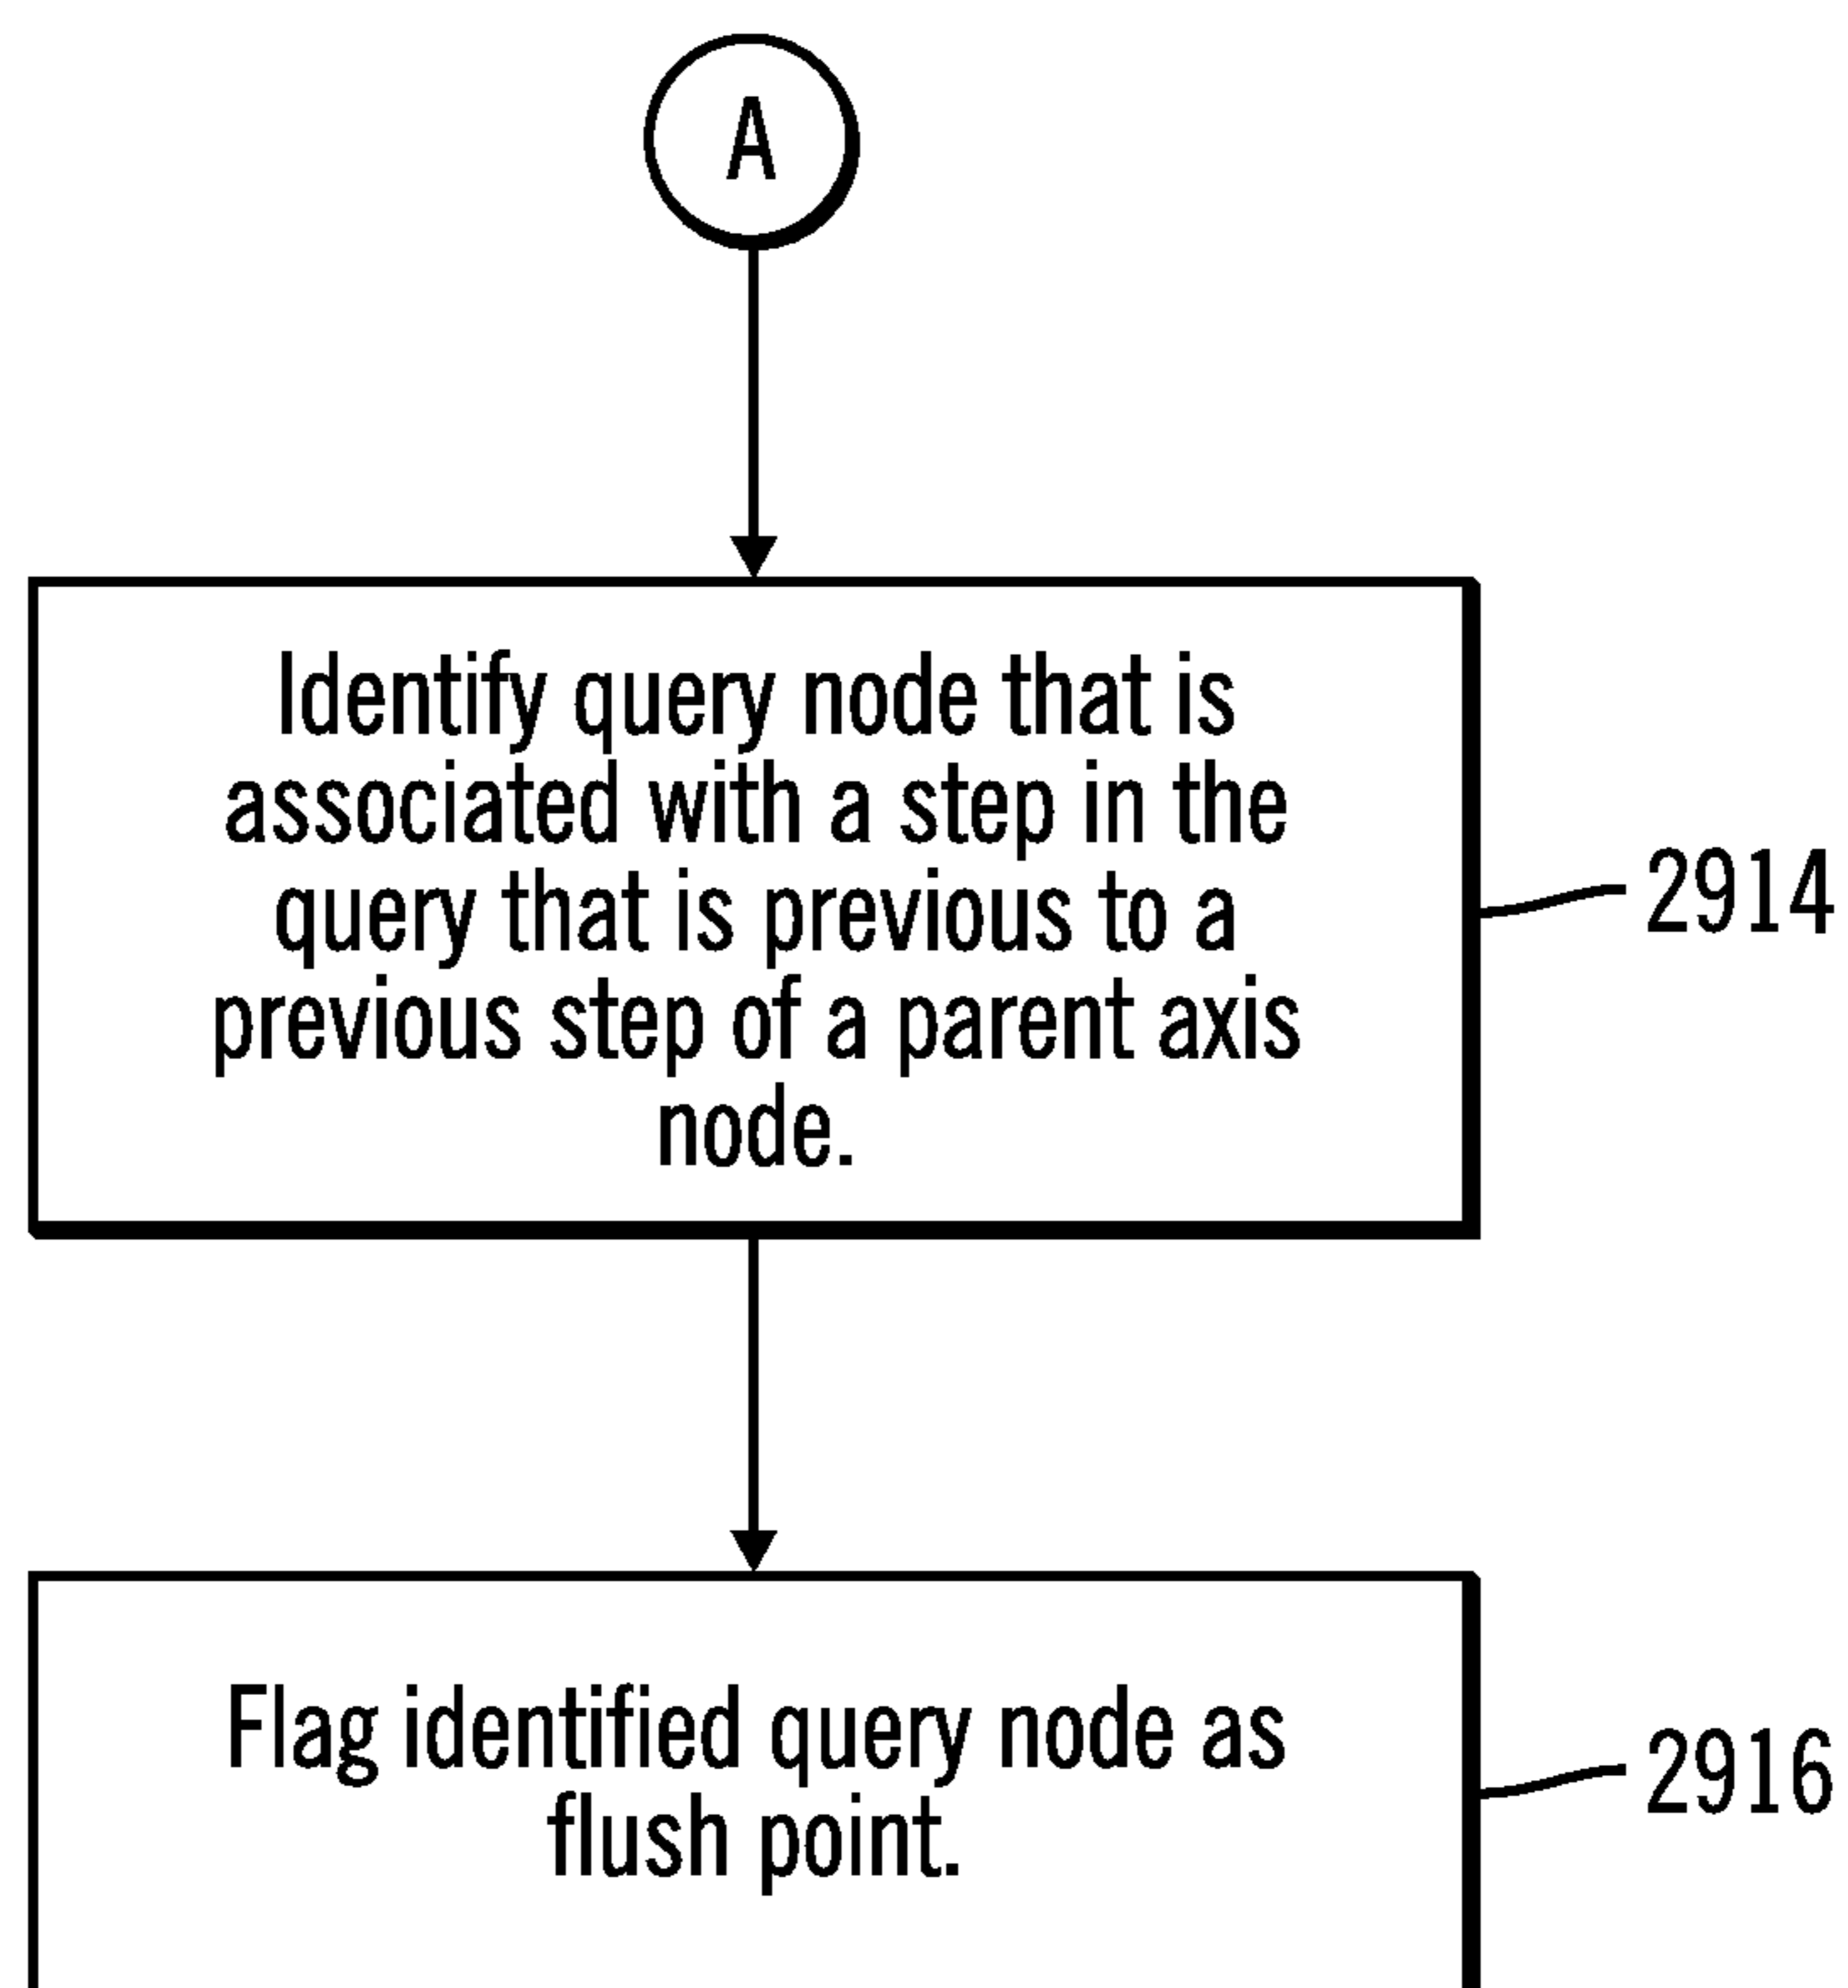 A
Identify query node that is
associated with a step in the
query that is previous to a
previous step of a parent axis
node.
2914
Flag identified query node as
flush point.
2916